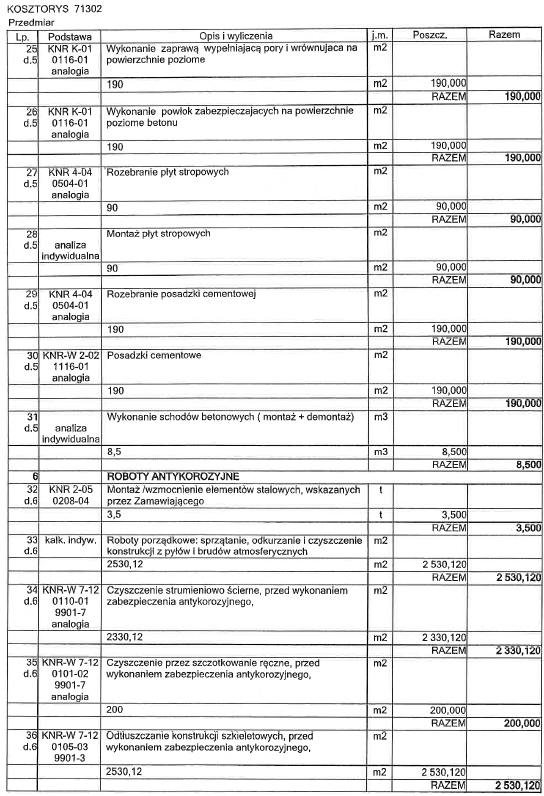 KOSZTORYS 71302
Przedmiar
Lp. Podstawa Opis i wyliczenia j.m. Poszcz. Razem
25 KNR K-01 Wykonanie zaprawą wypełniającą pory i wrównująca na m2
d.5 0116-01 powierzchnie poziome
analogia
190 m2 190,000
RAZEM 190,000
26 KNR K-01 Wykonanie powłok zabezpieczajacych na powierzchnie m2
d.5 0116-01 poziome betonu
analogia
190 m2 190,000
RAZEM 190,000
27 KNR 4-04 Rozebranie płyt stropowych m2
d.5 0504-01
analogia
90 m2 90,000
RAZEM 90,000
28 Montaż płyt stropowych m2
d.5 analiza
indywidualna
90 m2 90,000
RAZEM 90,000
29 KNR 4-04 Rozebranie posadzki cementowej m2
d.5 0504-01
analogia
190 m2 190,000
RAZEM 190,000
30 KNR-W 2-02 Posadzki cementowe m2
d.5 1116-01
analogia
190 m2 190,000
RAZEM 190,000
31 Wykonanie schodów betonowych ( montaż + demontaż) m3
d.5 analiza
indywidualna
8,5 m3 8,500
RAZEM 8,500
6 ROBOTY ANTYKOROZYJNE
32 KNR 2-05 Montaż /wzmocnienie elementów stalowych, wskazanych t
d.6 0208-04 przez Zamawiającego
3,5 t 3,500
RAZEM 3,500
33 kalk. indyw. Roboty porządkowe: sprzątanie, odkurzanie i czyszczenie m2
d.6 konstrukcji z pyłów i brudów atmosferycznych
2530,12 m2 2 530,120
RAZEM 2 530,120
34 KNR-W 7-12 Czyszczenie strumieniowo ścierne, przed wykonaniem m2
d.6 0110-01 zabezpieczenia antykorozyjnego,
9901-7
analogia
2330,12 m2 2 330,120
RAZEM 2 330,120
35 KNR-W 7-12 Czyszczenie przez szczotkowanie ręczne, przed m2
d.6 0101-02 wykonaniem zabezpieczenia antykorozyjnego,
9901-7
analogia
200 m2 200,000
RAZEM 200,000
36 KNR-W 7-12 Odtłuszczanie konstrukcji szkieletowych, przed m2
d.6 0105-03 wykonaniem zabezpieczenia antykorozyjnego,
9901-3
2530,12 m2 2 530,120
RAZEM 2 530,120